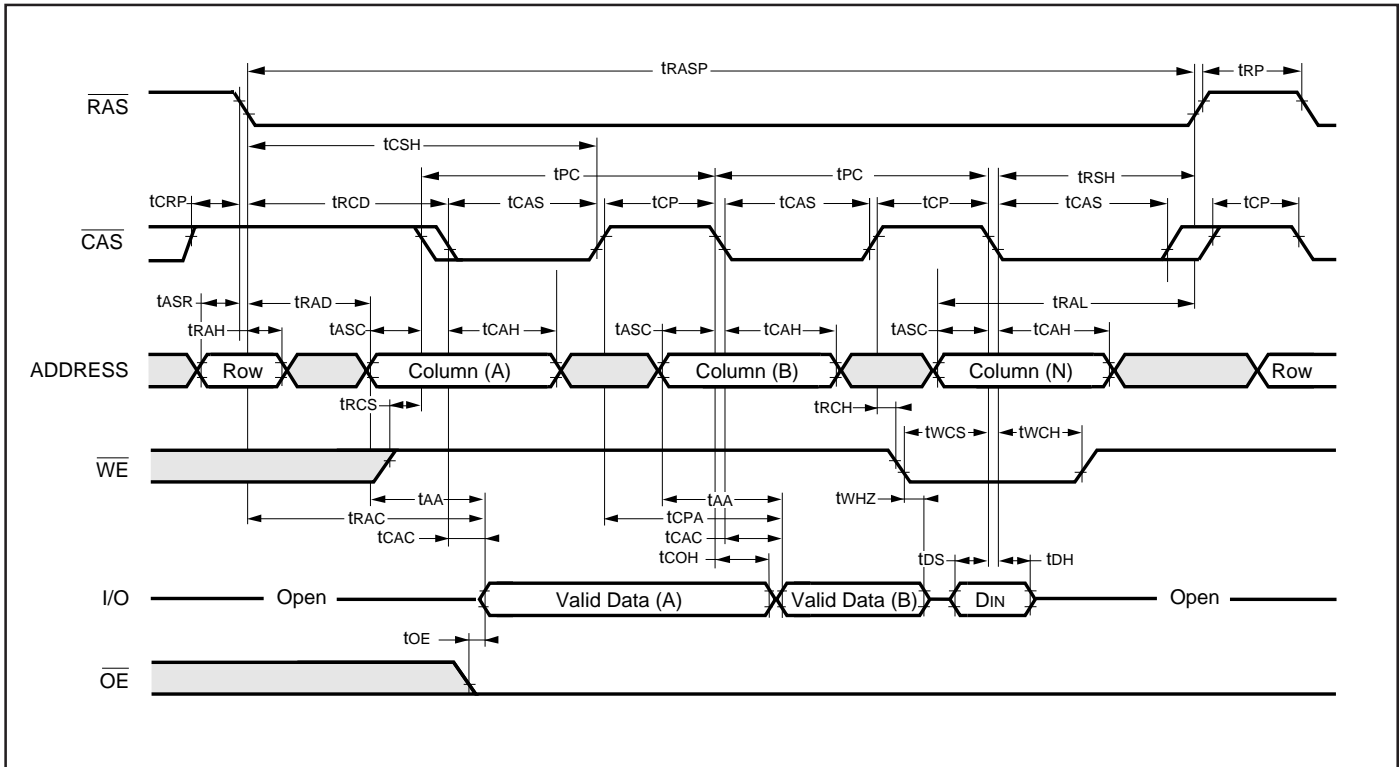 tRASP tRP
RAS
tCSH
tPC tPC tRSH
tCRP tRCD tCAS tCP tCAS tCP tCAS tCP
CAS
tASR tRAD tRAL
tRAH tASC tCAH tASC tCAH tASC tCAH
ADDRESS Row Column (A) Column (B) Column (N) Row
tRCS tRCH
tWCS tWCH
WE
tAA tAA tWHZ
tRAC tCPA
tCAC tCAC
tCOH tDS tDH
I/O Open Valid Data (A) Valid Data (B) DIN Open
tOE
OE